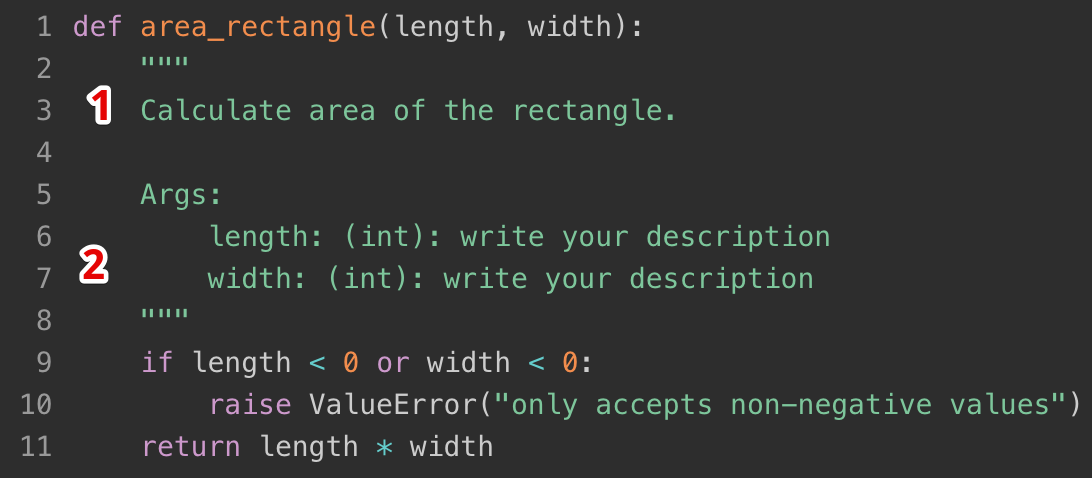 1 def area_rectangle(length, width):
2     """
1
3     Calculate area of the rectangle.
4
5     Args:
6         length: (int): write your description
2
7         width: (int): write your description
8     """
9     if length < 0 or width < 0:
10         raise ValueError("only accepts non-negative values")
11     return length * width